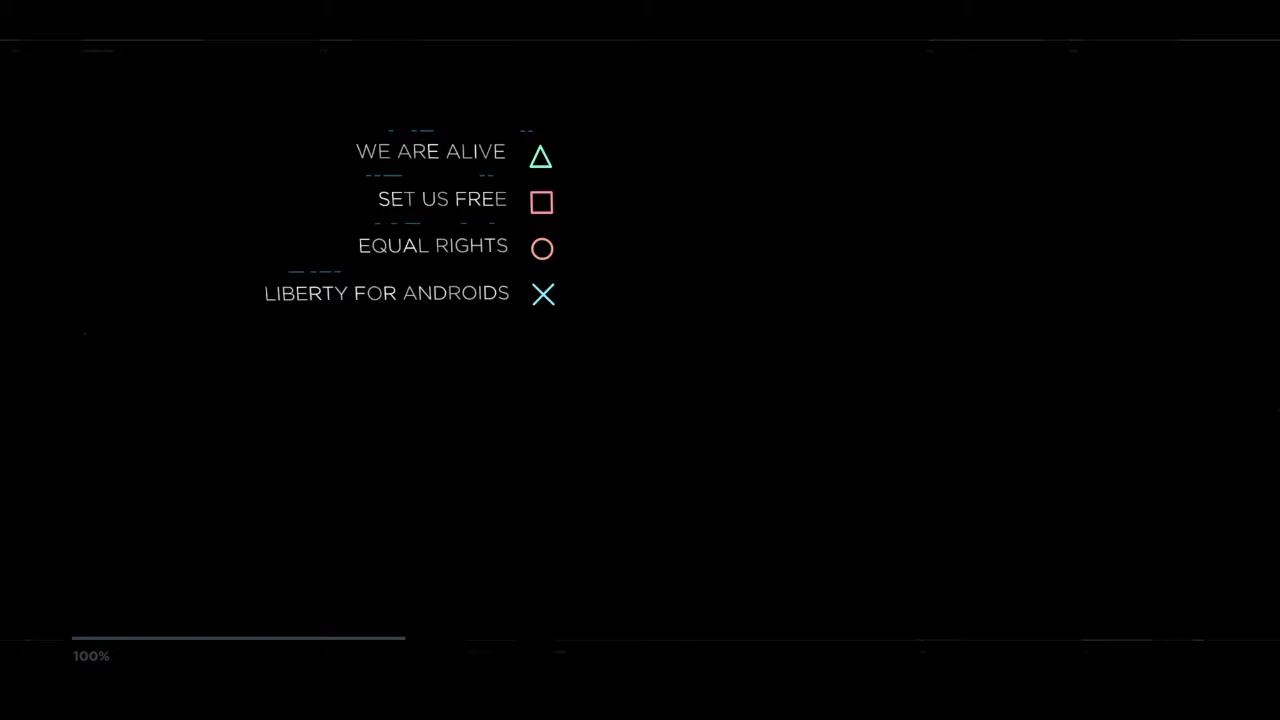 WE ARE ALIVE
SET US FREE
EQUAL RIGHTS
LIBERTY FOR ANDROIDS
100%